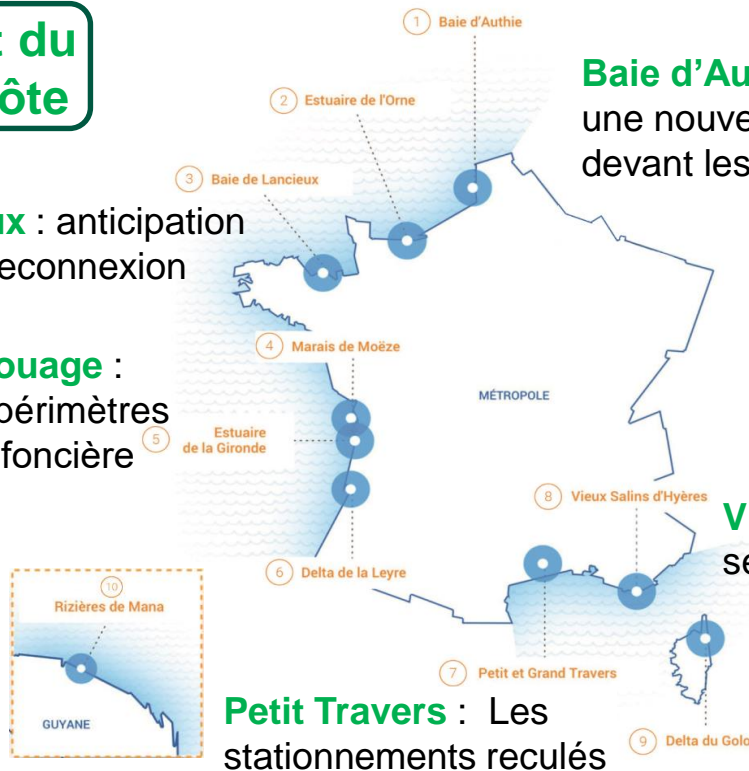 t du
ôte
1 Baie d'Authie
2 Estuaire de l'Orne
Baie d'Au
une nouve
devant les
3 Baie de Lancieux
ux : anticipation
econnexion
4 Marais de Moëze
ouage :
périmètres
foncière
MÉTROPOLE
5 Estuaire
de la Gironde
8 Vieux Salins d'Hyères
V
se
6 Delta de la Leyre
10
Rizières de Mana
GUYANE
7 Petit et Grand Travers
Petit Travers : Les
stationnements reculés
9 Delta du Golo